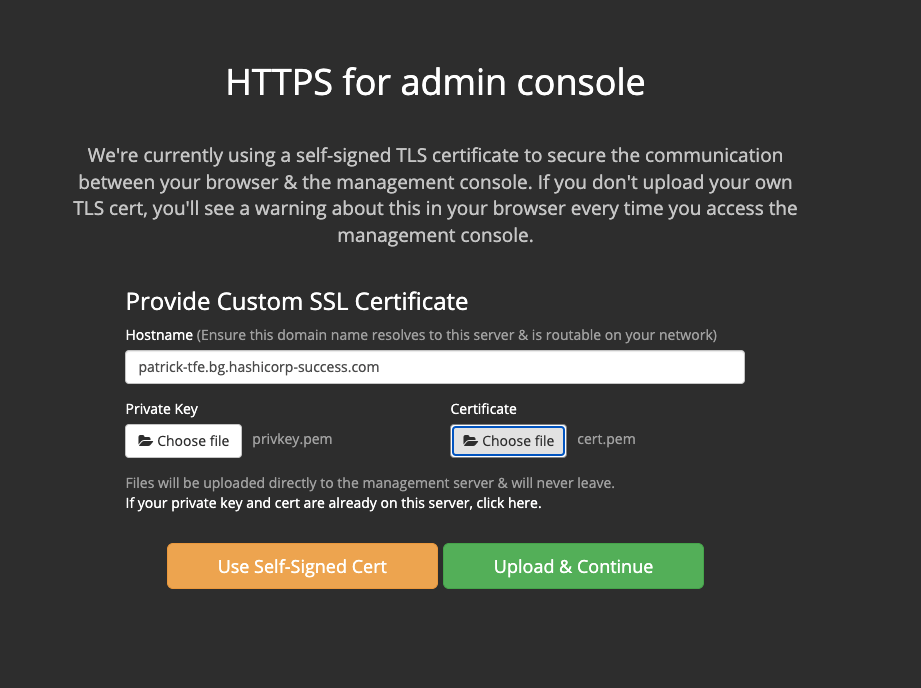 HTTPS for admin console
We're currently using a self-signed TLS certificate to secure the communication
between your browser & the management console. If you don't upload your own
TLS cert, you'll see a warning about this in your browser every time you access the
management console.
Provide Custom SSL Certificate
Hostname (Ensure this domain name resolves to this server & is routable on your network)
patrick-tfe.bg.hashicorp-success.com
Private Key Certificate
Choose file privkey.pem Choose file cert.pem
Files will be uploaded directly to the management server & will never leave.
If your private key and cert are already on this server, click here.
Use Self-Signed Cert Upload & Continue